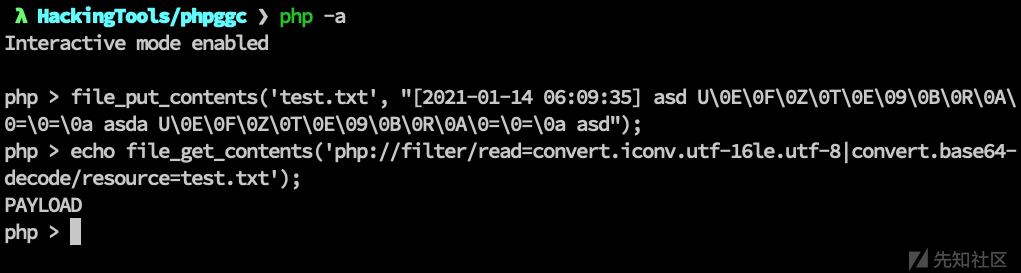 λ HackingTools/phpggc ❯ php -a
Interactive mode enabled
php > file_put_contents('test.txt', "[2021-01-14 06:09:35] asd U\0E\0F\0Z\0T\0E\09\0B\0R\0A\
0=\0=\0a asda U\0E\0F\0Z\0T\0E\09\0B\0R\0A\0=\0=\0a asd");
php > echo file_get_contents('php://filter/read=convert.iconv.utf-16le.utf-8|convert.base64-
decode/resource=test.txt');
PAYLOAD
php >
先知社区